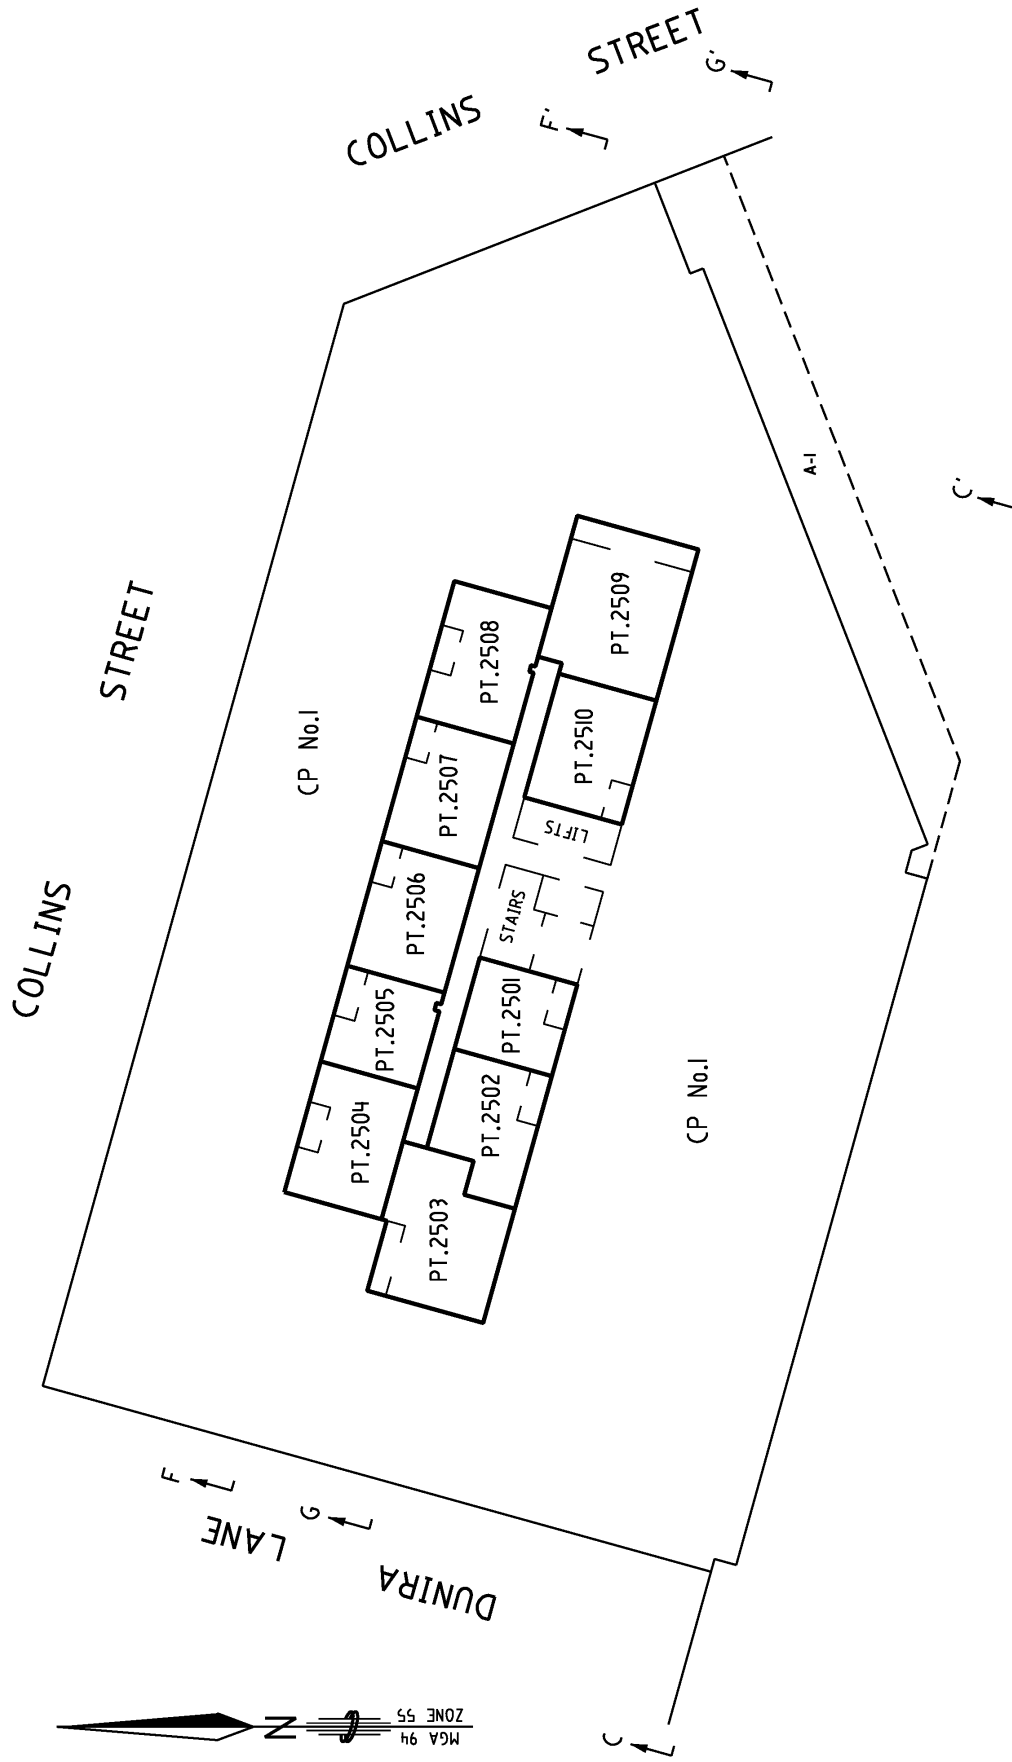 COLLINS
STREET
COLLINS
STREET
F'
G'
C'
A-1
CP No.1
PT.2509
PT.2508
PT.2510
PT.2507
LIFTS
PT.2506
STAIRS
PT.2505
PT.2501
PT.2504
PT.2502
PT.2503
CP No.1
F
G
LANE
DUNIRA
C
N
MGA 94
ZONE 55